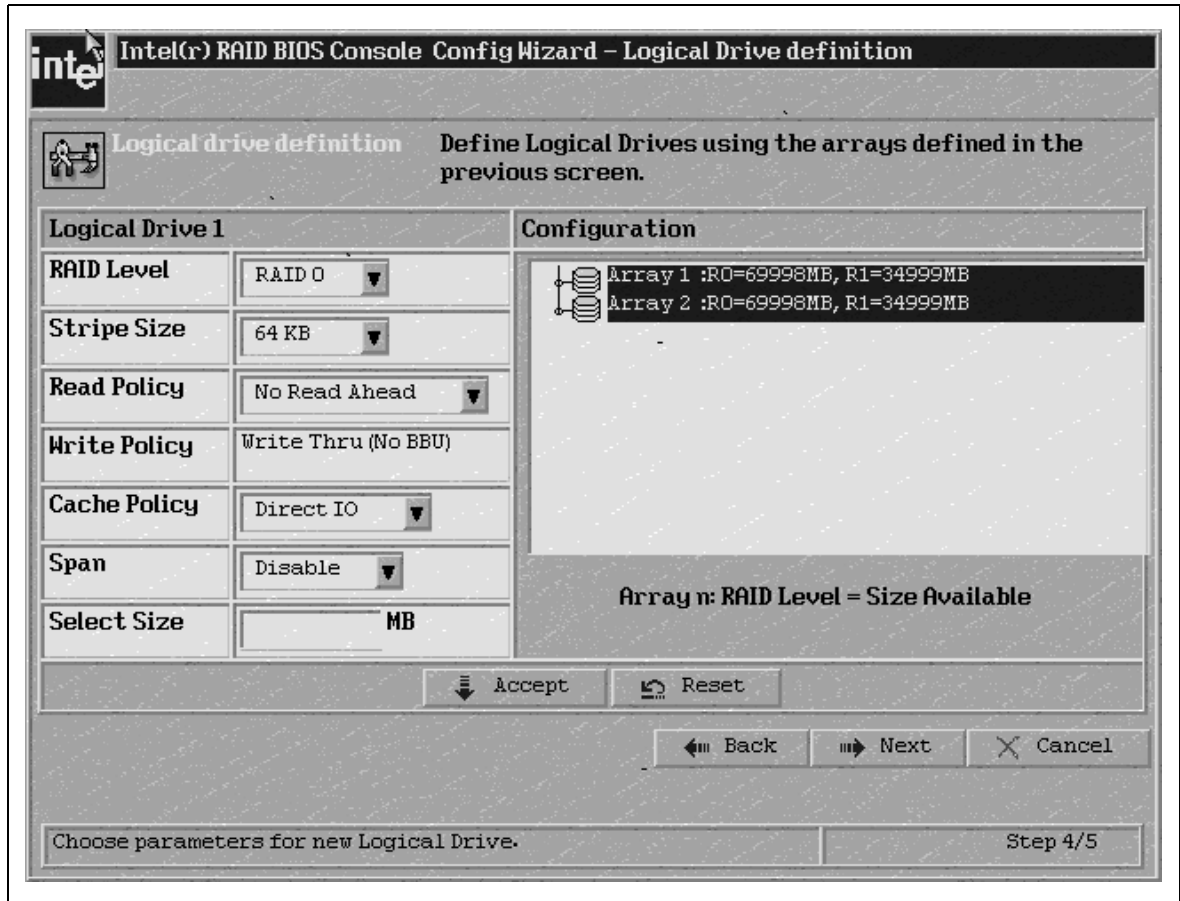 intel
Intel(r) RAID BIOS Console Config Wizard – Logical Drive definition
Logical drive definition
Define Logical Drives using the arrays defined in the
previous screen.
Logical Drive 1
Configuration
RAID Level
RAID 0
Stripe Size
64 KB
Read Policy
No Read Ahead
Write Policy
Write Thru (No BBU)
Cache Policy
Direct IO
Span
Disable
Select Size
MB
Array 1 :R0=69998MB, R1=34999MB
Array 2 :R0=69998MB, R1=34999MB
Array n: RAID Level = Size Available
Accept
Reset
Back
Next
Cancel
Choose parameters for new Logical Drive.
Step 4/5